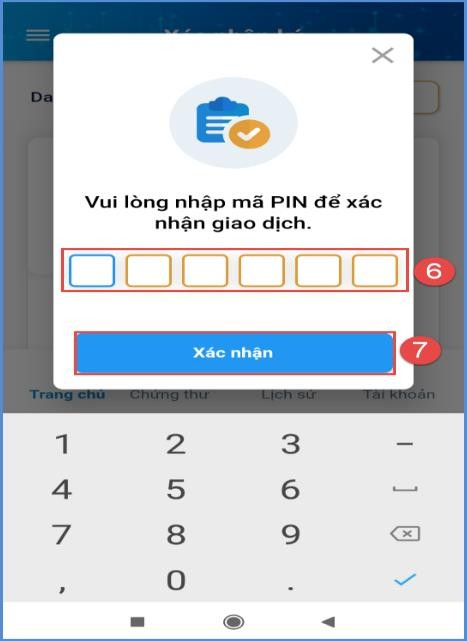 Da
Vui lòng nhập mã PIN để xác
nhận giao dịch.
6
Xác nhận
7
Trang chủ Chứng thư Lịch sử Tài khoản
1 2 3 –
4 5 6
7 8 9
, 0 .